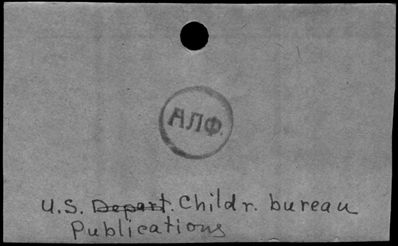 АЛФ.
U.S. Depart. Childr. bureau
Publications